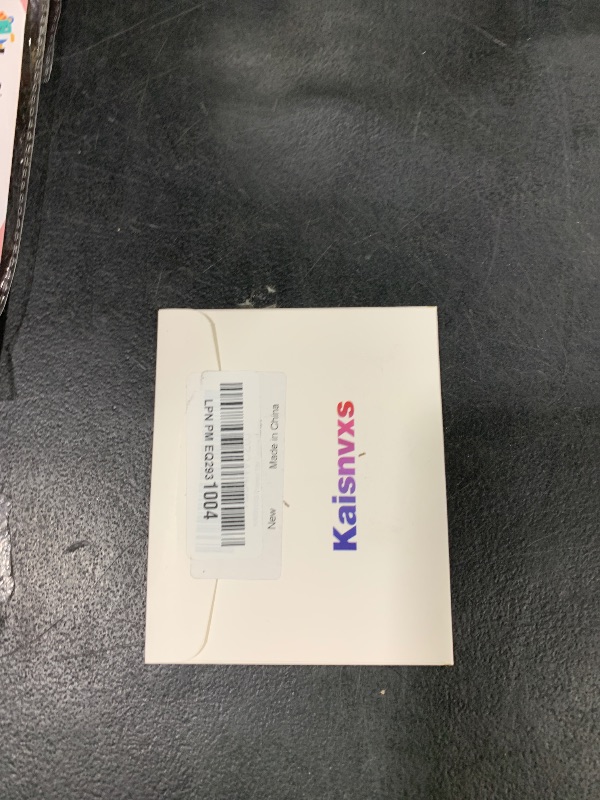 LPN PM EQ2931004
New Made in China
Kaisnvxs